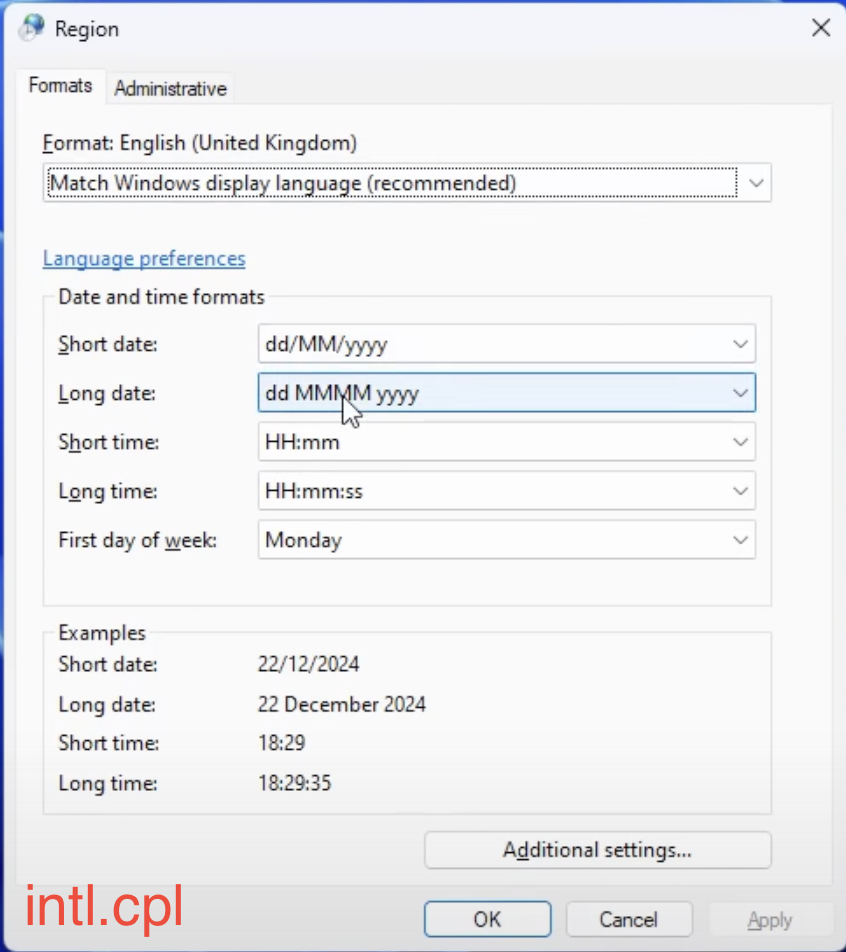 Region
Formats Administrative
Format: English (United Kingdom)
Match Windows display language (recommended)
Language preferences
Date and time formats
Short date: dd/MM/yyyy
Long date: dd MMMM yyyy
Short time: HH:mm
Long time: HH:mm:ss
First day of week: Monday
Examples
Short date: 22/12/2024
Long date: 22 December 2024
Short time: 18:29
Long time: 18:29:35
Additional settings...
intl.cpl
OK Cancel Apply